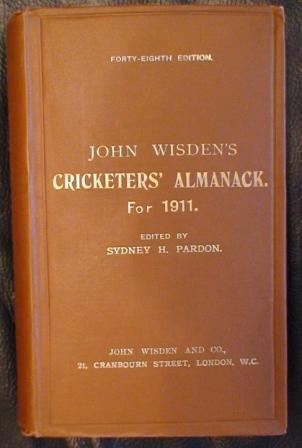 FORTY-EIGHTH EDITION.
JOHN WISDEN'S
CRICKETERS' ALMANACK.
For 1911.
EDITED BY
SYDNEY H. PARDON.
JOHN WISDEN AND CO.,
21, CRANBOURN STREET, LONDON, W.C.